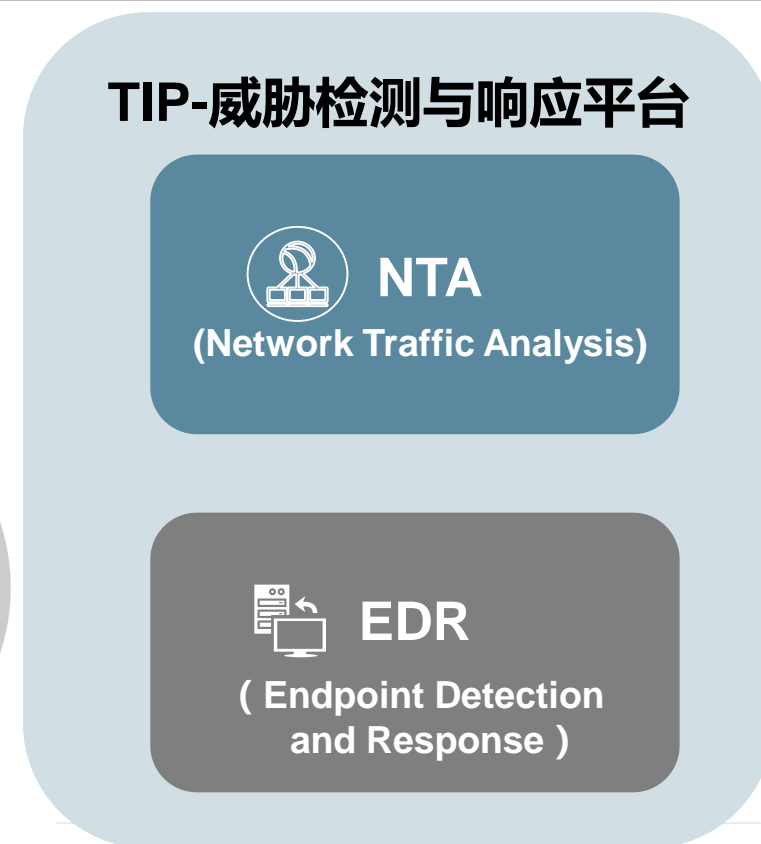 TIP-威胁检测与响应平台
NTA
(Network Traffic Analysis)
EDR
( Endpoint Detection
and Response )